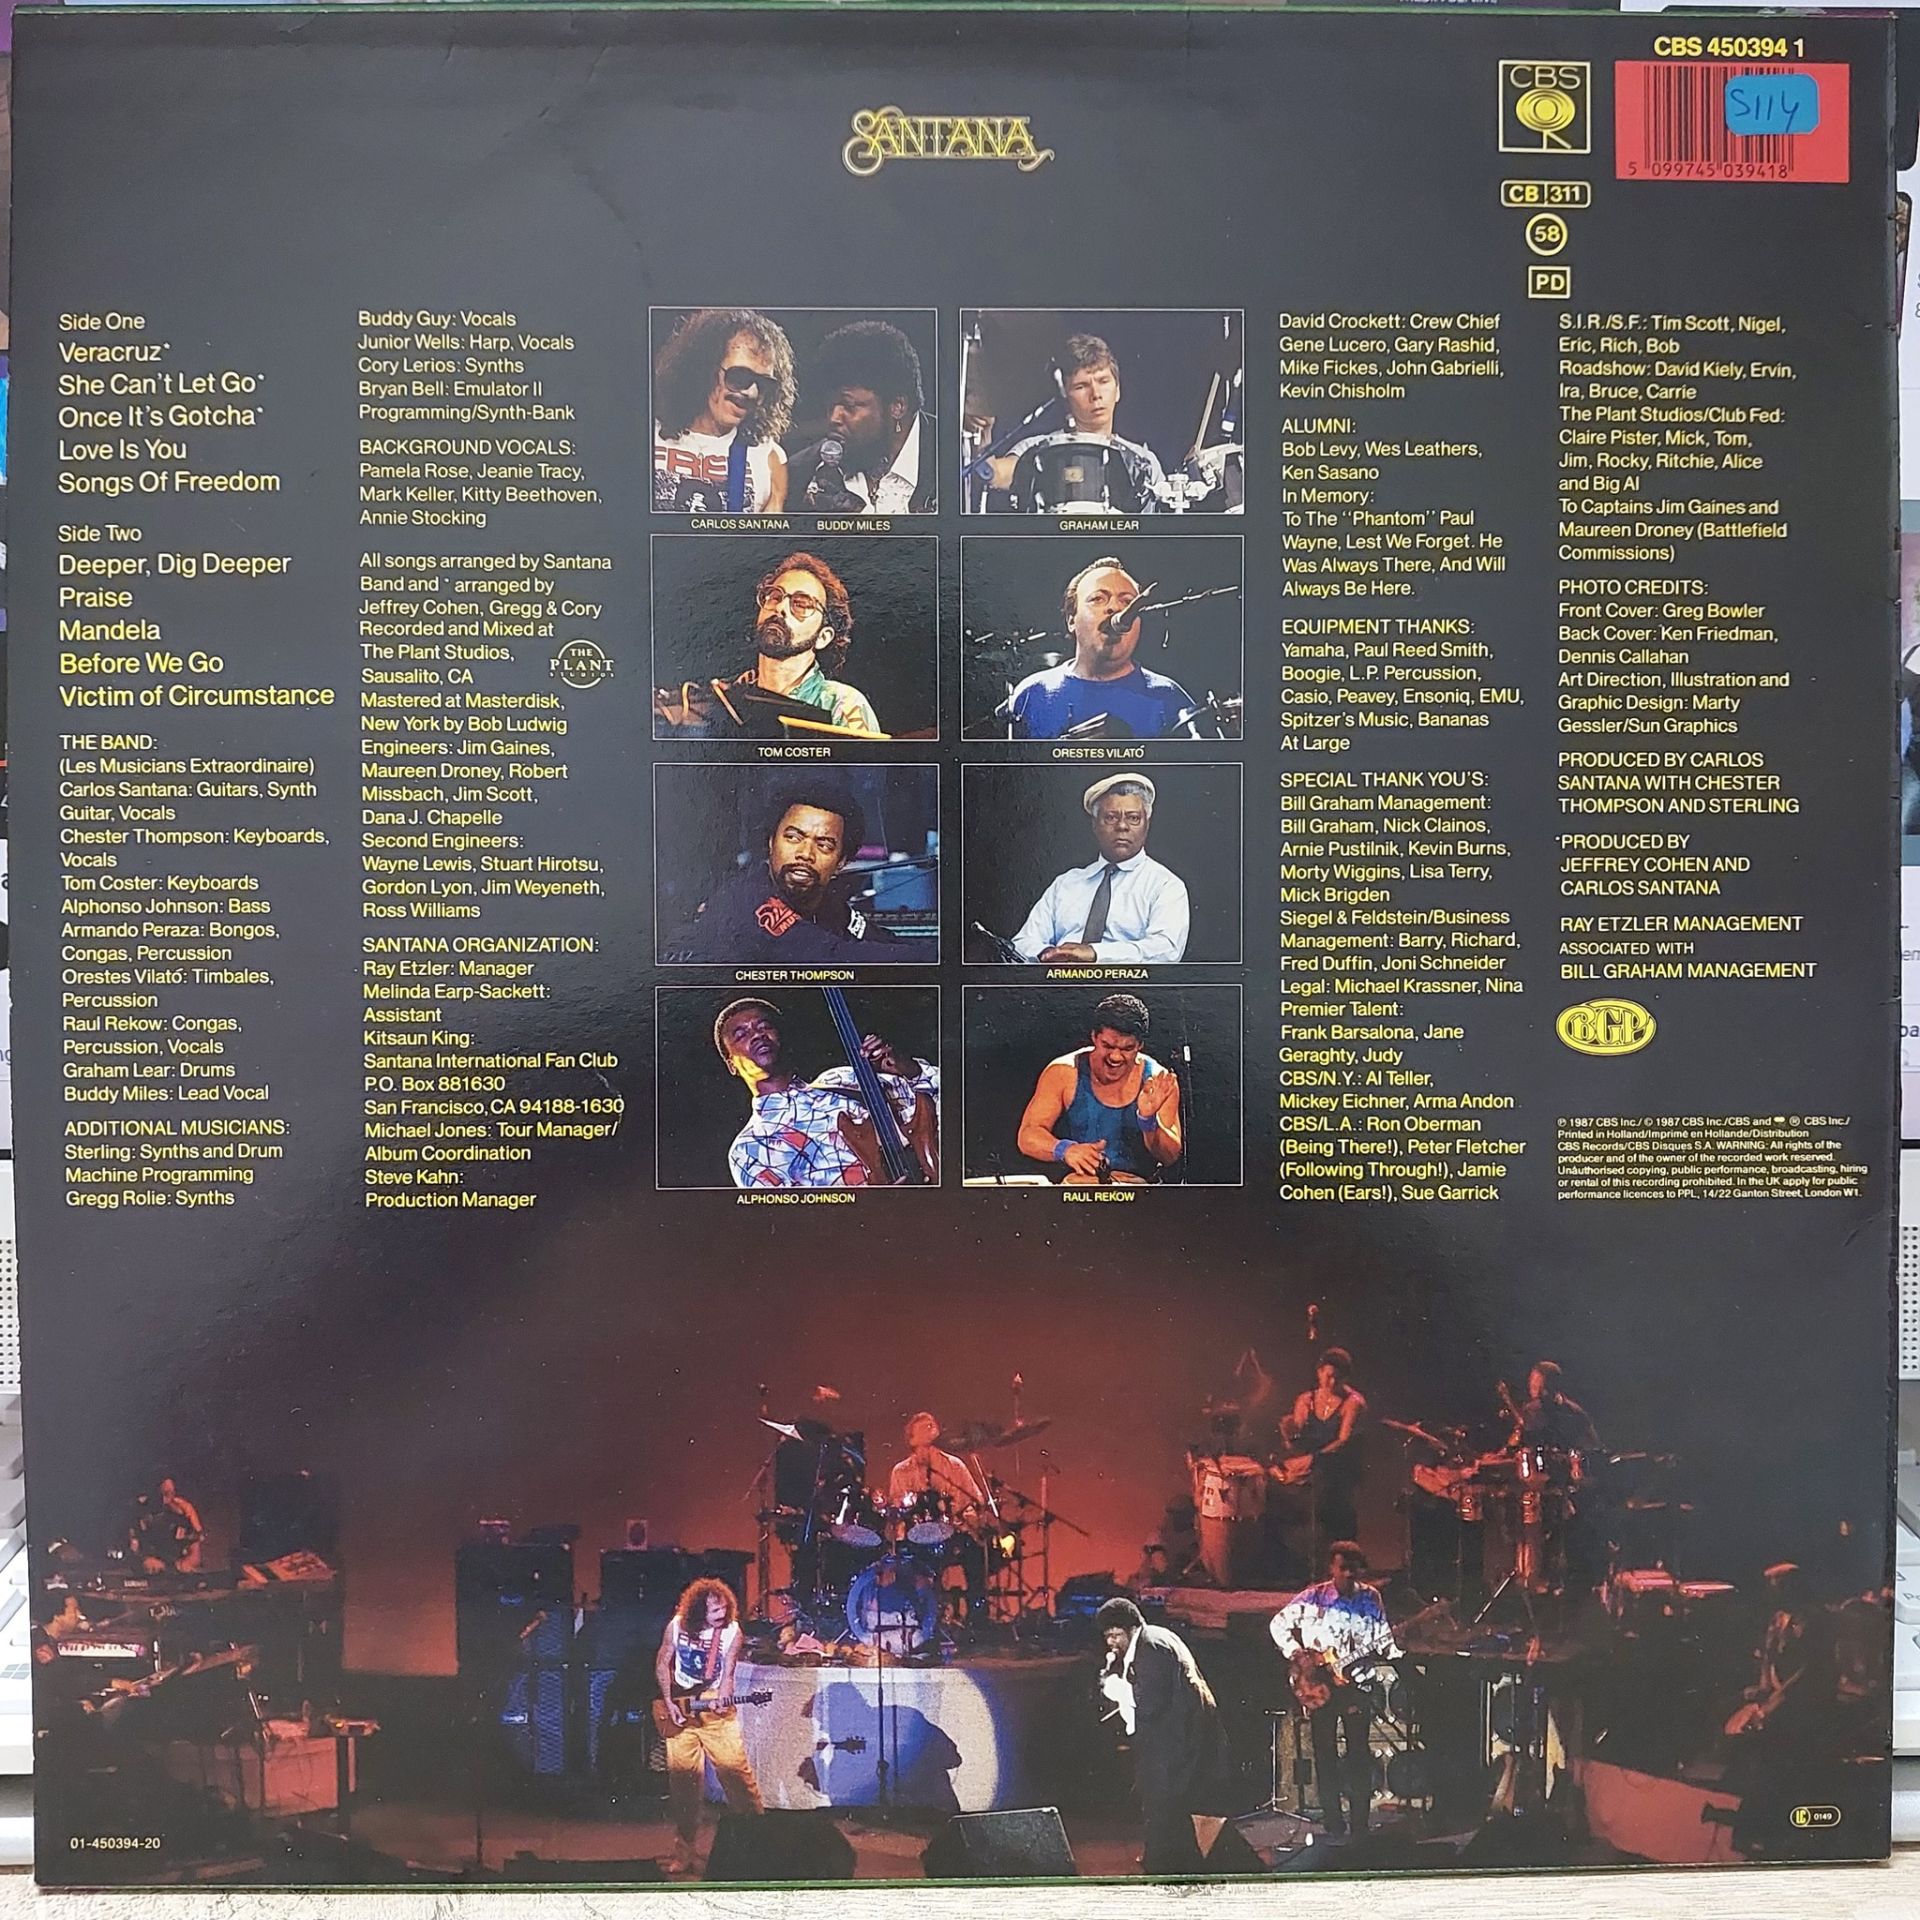 CBS 450394 1
SANTANA
CBS
S114
5 099745 039418
CB 311
58
PD
Side One
Veracruz*
She Can't Let Go*
Once It's Gotcha*
Love Is You
Songs Of Freedom
Side Two
Deeper, Dig Deeper
Praise
Mandela
Before We Go
Victim of Circumstance
THE BAND:
(Les Musicians Extraordinaire)
Carlos Santana: Guitars, Synth
Guitar, Vocals
Chester Thompson: Keyboards,
Vocals
Tom Coster: Keyboards
Alphonso Johnson: Bass
Armando Peraza: Bongos,
Congas, Percussion
Orestes Vilató: Timbales,
Percussion
Raul Rekow: Congas,
Percussion, Vocals
Graham Lear: Drums
Buddy Miles: Lead Vocal
ADDITIONAL MUSICIANS:
Sterling: Synths and Drum
Machine Programming
Gregg Rolie: Synths
Buddy Guy: Vocals
Junior Wells: Harp, Vocals
Cory Lerios: Synths
Bryan Bell: Emulator II
Programming/Synth-Bank
BACKGROUND VOCALS:
Pamela Rose, Jeanie Tracy,
Mark Keller, Kitty Beethoven,
Annie Stocking
All songs arranged by Santana
Band and * arranged by
Jeffrey Cohen, Gregg & Cory
Recorded and Mixed at
The Plant Studios,
Sausalito, CA
THE
PLANT
STUDIOS
Mastered at Masterdisk,
New York by Bob Ludwig
Engineers: Jim Gaines,
Maureen Droney, Robert
Missbach, Jim Scott,
Dana J. Chapelle
Second Engineers:
Wayne Lewis, Stuart Hirotsu,
Gordon Lyon, Jim Weyeneth,
Ross Williams
SANTANA ORGANIZATION:
Ray Etzler: Manager
Melinda Earp-Sackett:
Assistant
Kitsaun King:
Santana International Fan Club
P.O. Box 881630
San Francisco, CA 94188-1630
Michael Jones: Tour Manager/
Album Coordination
Steve Kahn:
Production Manager
CARLOS SANTANA BUDDY MILES
GRAHAM LEAR
TOM COSTER
ORESTES VILATÓ
CHESTER THOMPSON
ARMANDO PERAZA
ALPHONSO JOHNSON
RAUL REKOW
David Crockett: Crew Chief
Gene Lucero, Gary Rashid,
Mike Fickes, John Gabrielli,
Kevin Chisholm
ALUMNI:
Bob Levy, Wes Leathers,
Ken Sasano
In Memory:
To The "Phantom" Paul
Wayne, Lest We Forget. He
Was Always There, And Will
Always Be Here.
EQUIPMENT THANKS:
Yamaha, Paul Reed Smith,
Boogie, L.P. Percussion,
Casio, Peavey, Ensoniq, EMU,
Spitzer's Music, Bananas
At Large
SPECIAL THANK YOU'S:
Bill Graham Management:
Bill Graham, Nick Clainos,
Arnie Pustilnik, Kevin Burns,
Morty Wiggins, Lisa Terry,
Mick Brigden
Siegel & Feldstein/Business
Management: Barry, Richard,
Fred Duffin, Joni Schneider
Legal: Michael Krassner, Nina
Premier Talent:
Frank Barsalona, Jane
Geraghty, Judy
CBS/N.Y.: Al Teller,
Mickey Eichner, Arma Andon
CBS/L.A.: Ron Oberman
(Being There!), Peter Fletcher
(Following Through!), Jamie
Cohen (Ears!), Sue Garrick
S.I.R./S.F.: Tim Scott, Nigel,
Eric, Rich, Bob
Roadshow: David Kiely, Ervin,
Ira, Bruce, Carrie
The Plant Studios/Club Fed:
Claire Pister, Mick, Tom,
Jim, Rocky, Ritchie, Alice
and Big Al
To Captains Jim Gaines and
Maureen Droney (Battlefield
Commissions)
PHOTO CREDITS:
Front Cover: Greg Bowler
Back Cover: Ken Friedman,
Dennis Callahan
Art Direction, Illustration and
Graphic Design: Marty
Gessler/Sun Graphics
PRODUCED BY CARLOS
SANTANA WITH CHESTER
THOMPSON AND STERLING
*PRODUCED BY
JEFFREY COHEN AND
CARLOS SANTANA
RAY ETZLER MANAGEMENT
ASSOCIATED WITH
BILL GRAHAM MANAGEMENT
BGP
℗ 1987 CBS Inc./ © 1987 CBS Inc./CBS and ® CBS Inc./
Printed in Holland/Imprimé en Hollande/Distribution
CBS Records/CBS Disques S.A. WARNING: All rights of the
producer and of the owner of the recorded work reserved.
Unauthorised copying, public performance, broadcasting, hiring
or rental of this recording prohibited. In the UK apply for public
performance licences to PPL, 14/22 Ganton Street, London W1.
01-450394-20
LC 0149